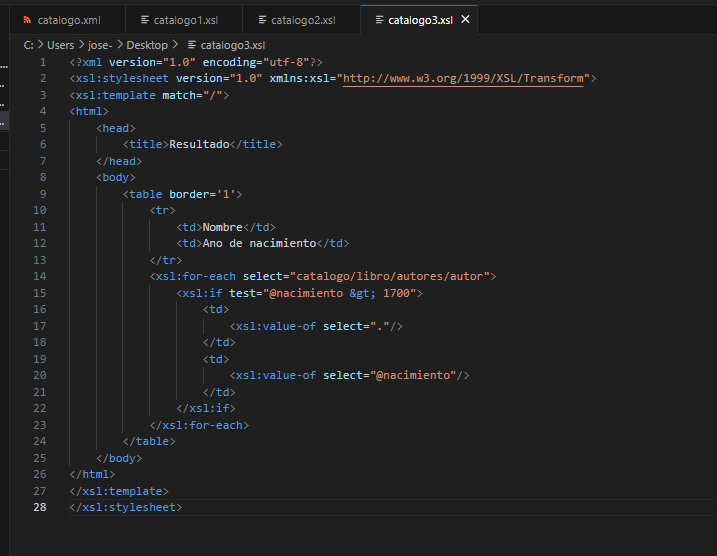 catalogo.xml catalogo1.xsl catalogo2.xsl catalogo3.xsl
C: > Users > jose- > Desktop > catalogo3.xsl
1 <?xml version="1.0" encoding="utf-8"?>
2 <xsl:stylesheet version="1.0" xmlns:xsl="http://www.w3.org/1999/XSL/Transform">
3 <xsl:template match="/">
4 <html>
5 <head>
6 <title>Resultado</title>
7 </head>
8 <body>
9 <table border='1'>
10 <tr>
11 <td>Nombre</td>
12 <td>Ano de nacimiento</td>
13 </tr>
14 <xsl:for-each select="catalogo/libro/autores/autor">
15 <xsl:if test="@nacimiento &gt; 1700">
16 <td>
17 <xsl:value-of select="."/>
18 </td>
19 <td>
20 <xsl:value-of select="@nacimiento"/>
21 </td>
22 </xsl:if>
23 </xsl:for-each>
24 </table>
25 </body>
26 </html>
27 </xsl:template>
28 </xsl:stylesheet>